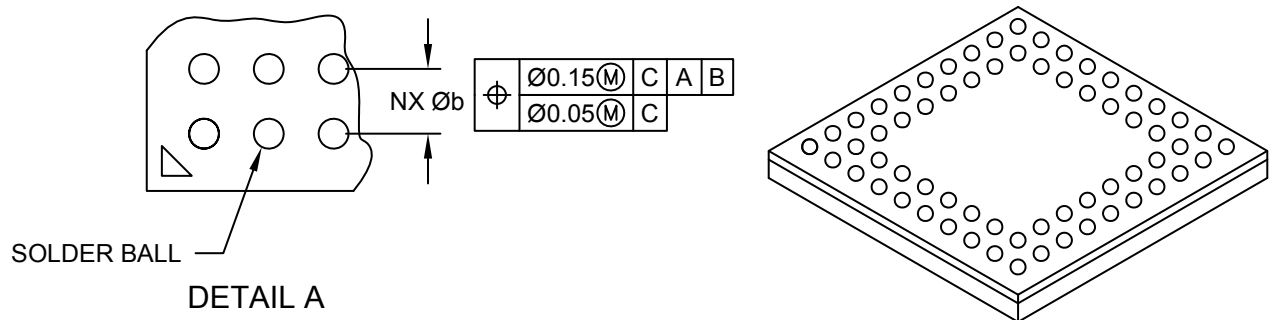 NX Øb
⌖ Ø0.15Ⓜ C A B
Ø0.05Ⓜ C
SOLDER BALL
DETAIL A